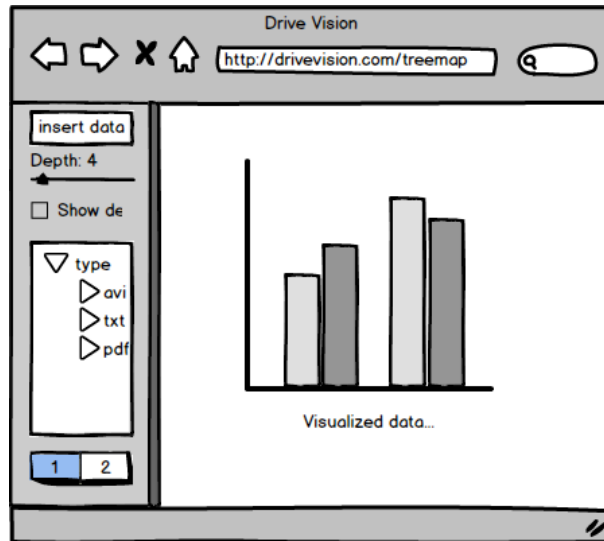 Drive Vision
http://drivevision.com/treemap
insert data
Depth: 4
Show de
type
avi
txt
pdf
1 2
Visualized data...